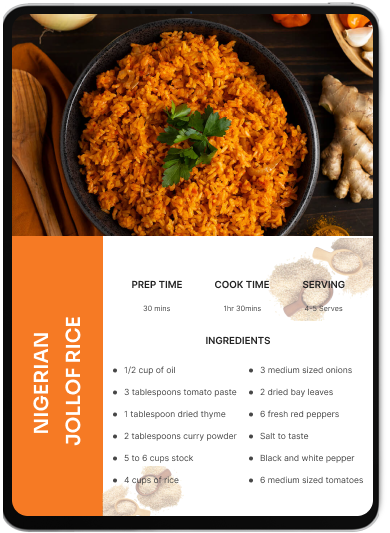 NIGERIAN
JOLLOF RICE
PREP TIME
30 mins
COOK TIME
1hr 30mins
SERVING
4-5 Serves
INGREDIENTS
1/2 cup of oil
3 tablespoons tomato paste
1 tablespoon dried thyme
2 tablespoons curry powder
5 to 6 cups stock
4 cups of rice
3 medium sized onions
2 dried bay leaves
6 fresh red peppers
Salt to taste
Black and white pepper
6 medium sized tomatoes